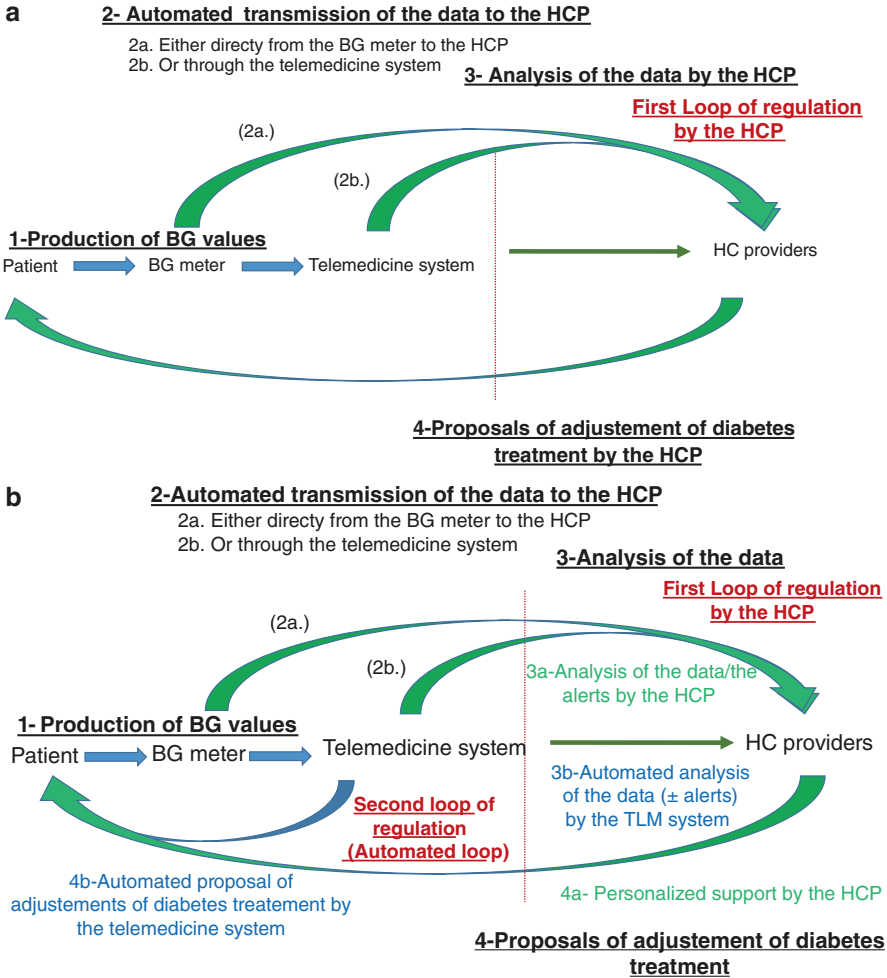 a
2- Automated transmission of the data to the HCP
2a. Either directy from the BG meter to the HCP
2b. Or through the telemedicine system
3- Analysis of the data by the HCP
First Loop of regulation
by the HCP
(2a.)
(2b.)
1-Production of BG values
Patient
BG meter
Telemedicine system
HC providers
4-Proposals of adjustement of diabetes
treatment by the HCP
b
2-Automated transmission of the data to the HCP
2a. Either directy from the BG meter to the HCP
2b. Or through the telemedicine system
3-Analysis of the data
First Loop of regulation
by the HCP
(2a.)
(2b.)
3a-Analysis of the data/the
alerts by the HCP
1- Production of BG values
Patient
BG meter
Telemedicine system
HC providers
3b-Automated analysis
of the data (± alerts)
by the TLM system
Second loop of
regulation
(Automated loop)
4b-Automated proposal of
adjustements of diabetes treatement by
the telemedicine system
4a- Personalized support by the HCP
4-Proposals of adjustement of diabetes
treatment